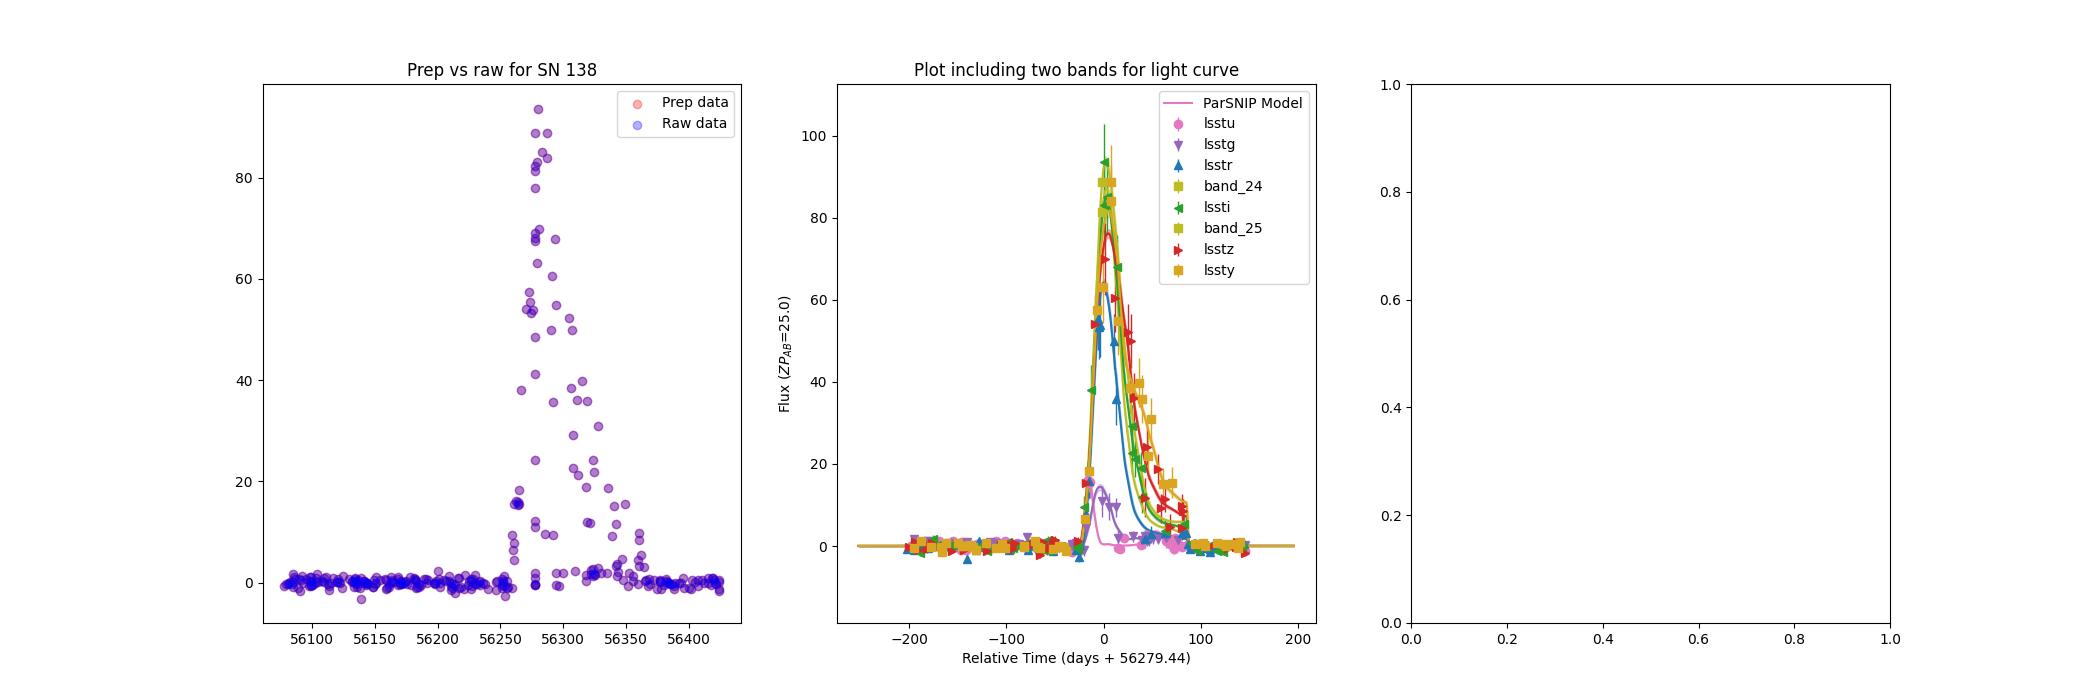 Prep vs raw for SN 138
Prep data
Raw data
80
60
40
20
0
56100 56150 56200 56250 56300 56350 56400
Plot including two bands for light curve
ParSNIP Model
lsstu
lsstg
lsstr
band_24
lssti
band_25
lsstz
lssty
Flux (ZP_AB=25.0)
100
80
60
40
20
0
−200 −100 0 100 200
Relative Time (days + 56279.44)
1.0
0.8
0.6
0.4
0.2
0.0
0.0 0.2 0.4 0.6 0.8 1.0